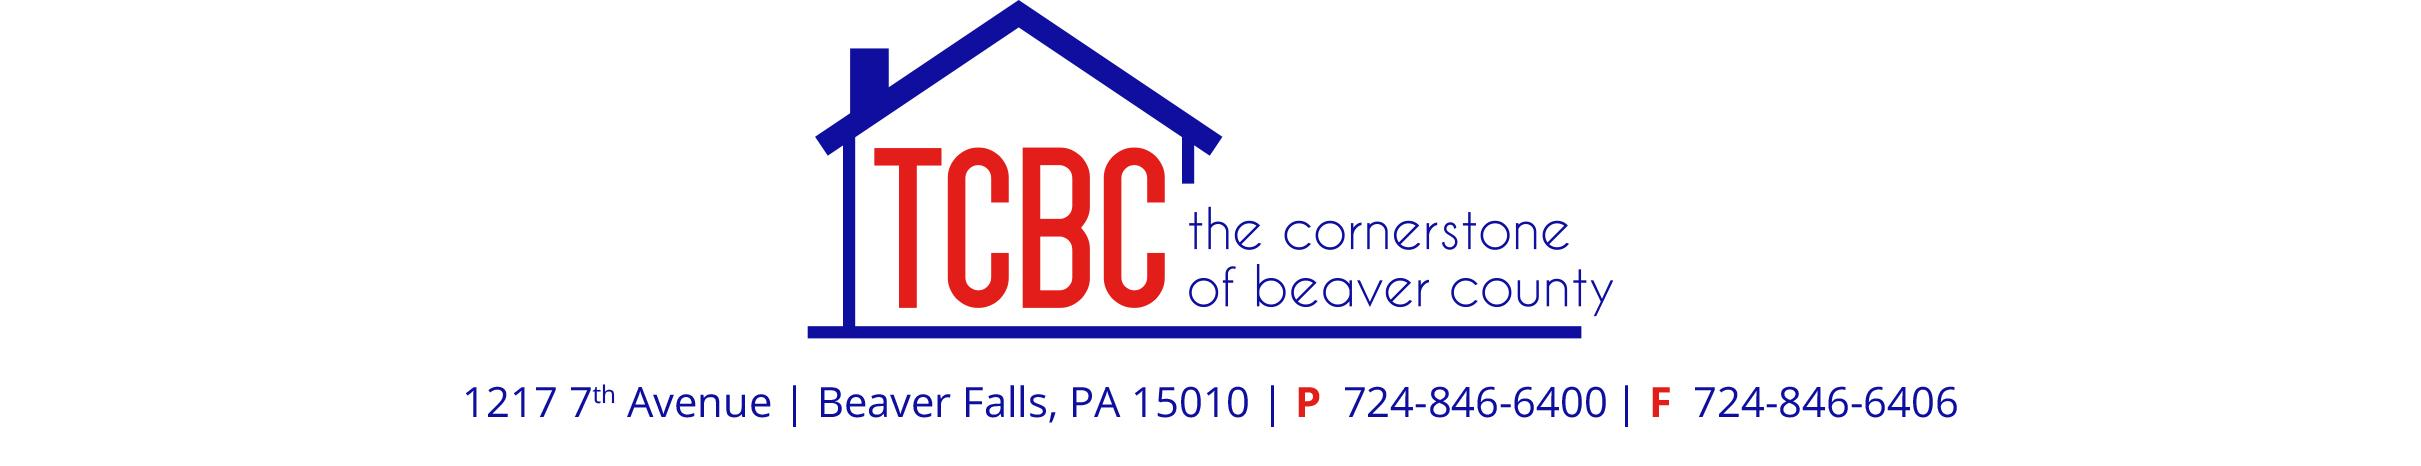 TCBC
the cornerstone
of beaver county
1217 7th Avenue | Beaver Falls, PA 15010 | P 724-846-6400 | F 724-846-6406